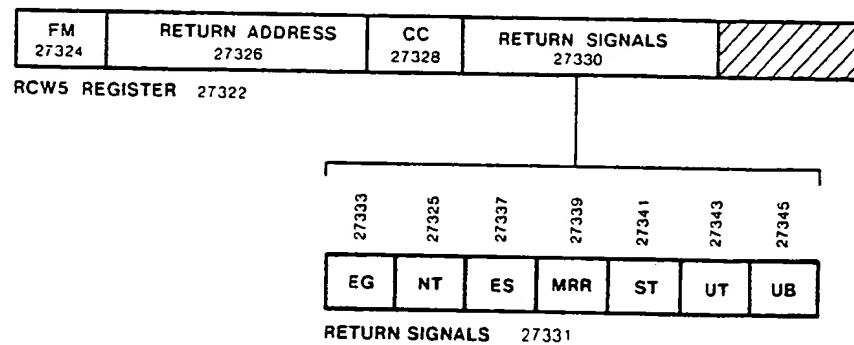 FM RETURN ADDRESS CC RETURN SIGNALS
27324 27326 27328 27330
RCWS REGISTER 27322
27333 27325 27337 27339 27341 27343 27345
EG NT ES MRR ST UT UB
RETURN SIGNALS 27331